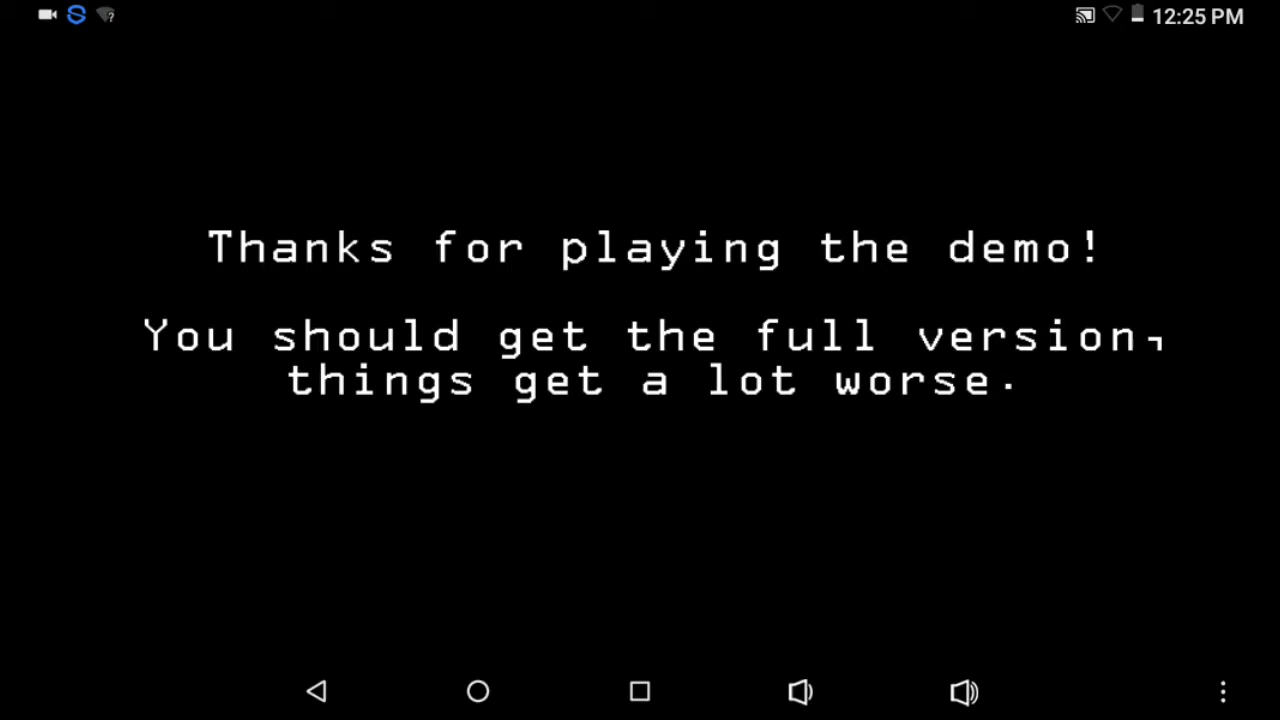 12:25 PM
Thanks for playing the demo!
You should get the full version,
things get a lot worse.